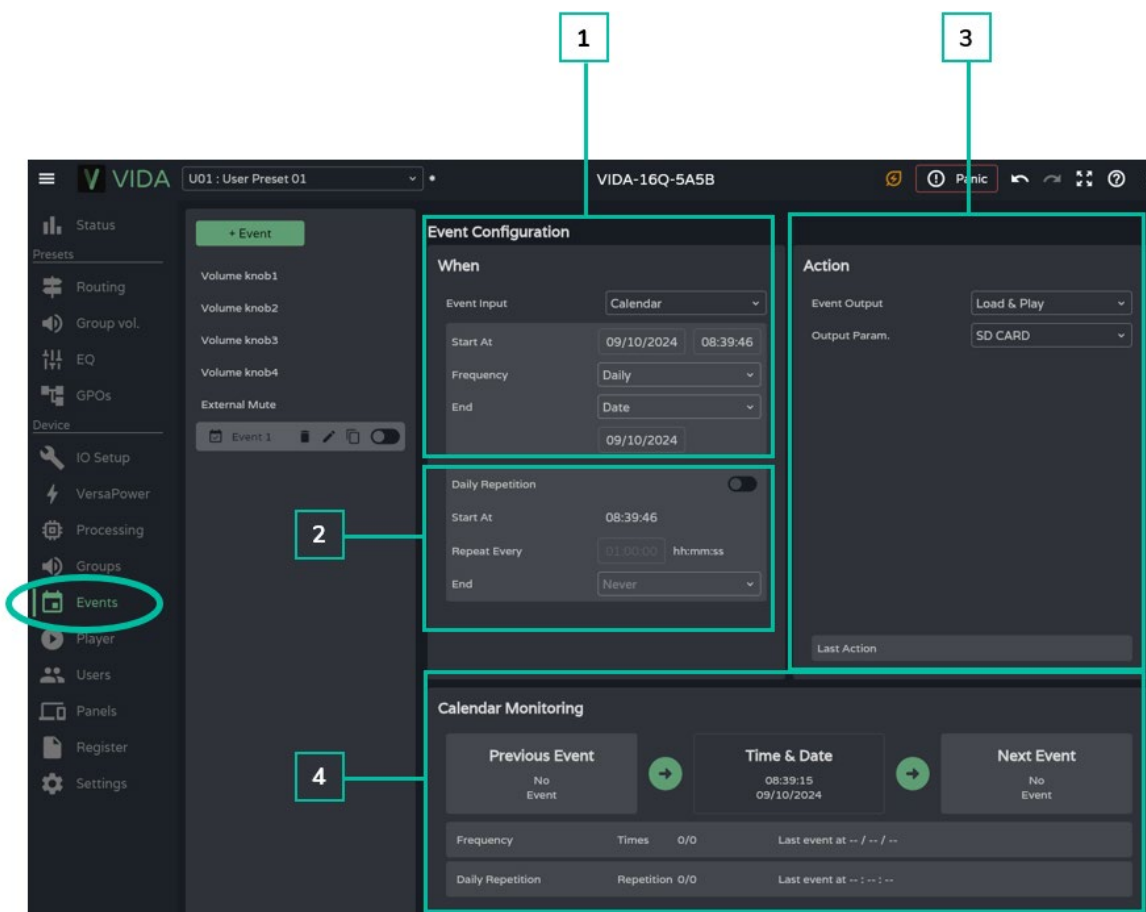 1
3
VIDA
U01 : User Preset 01
VIDA-16Q-5A5B
Panic
Status
Presets
Routing
Group vol.
EQ
GPOs
Device
IO Setup
VersaPower
Processing
Groups
Events
Player
Users
Panels
Register
Settings
+ Event
Volume knob1
Volume knob2
Volume knob3
Volume knob4
External Mute
Event 1
2
4
Event Configuration
When
Event Input Calendar
Start At 09/10/2024 08:39:46
Frequency Daily
End Date
09/10/2024
Daily Repetition
Start At 08:39:46
Repeat Every 01:00:00 hh:mm:ss
End Never
Action
Event Output Load & Play
Output Param. SD CARD
Last Action
Calendar Monitoring
Previous Event
No
Event
Time & Date
08:39:15
09/10/2024
Next Event
No
Event
Frequency Times 0/0 Last event at -- / -- / --
Daily Repetition Repetition 0/0 Last event at -- : -- : --